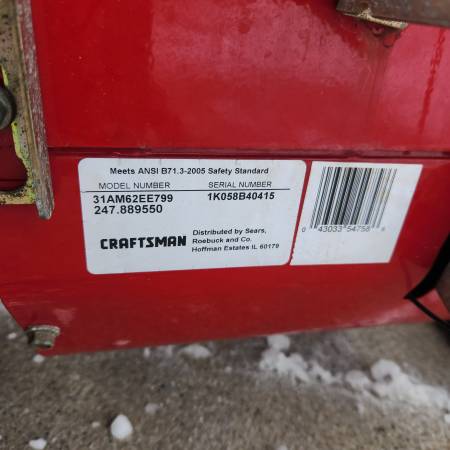 Meets ANSI B71.3-2005 Safety Standard
MODEL NUMBER SERIAL NUMBER
31AM62EE799 1K058B40415
247.889550
CRAFTSMAN
Distributed by Sears,
Roebuck and Co.
Hoffman Estates IL 60179
0 43033 54756 6